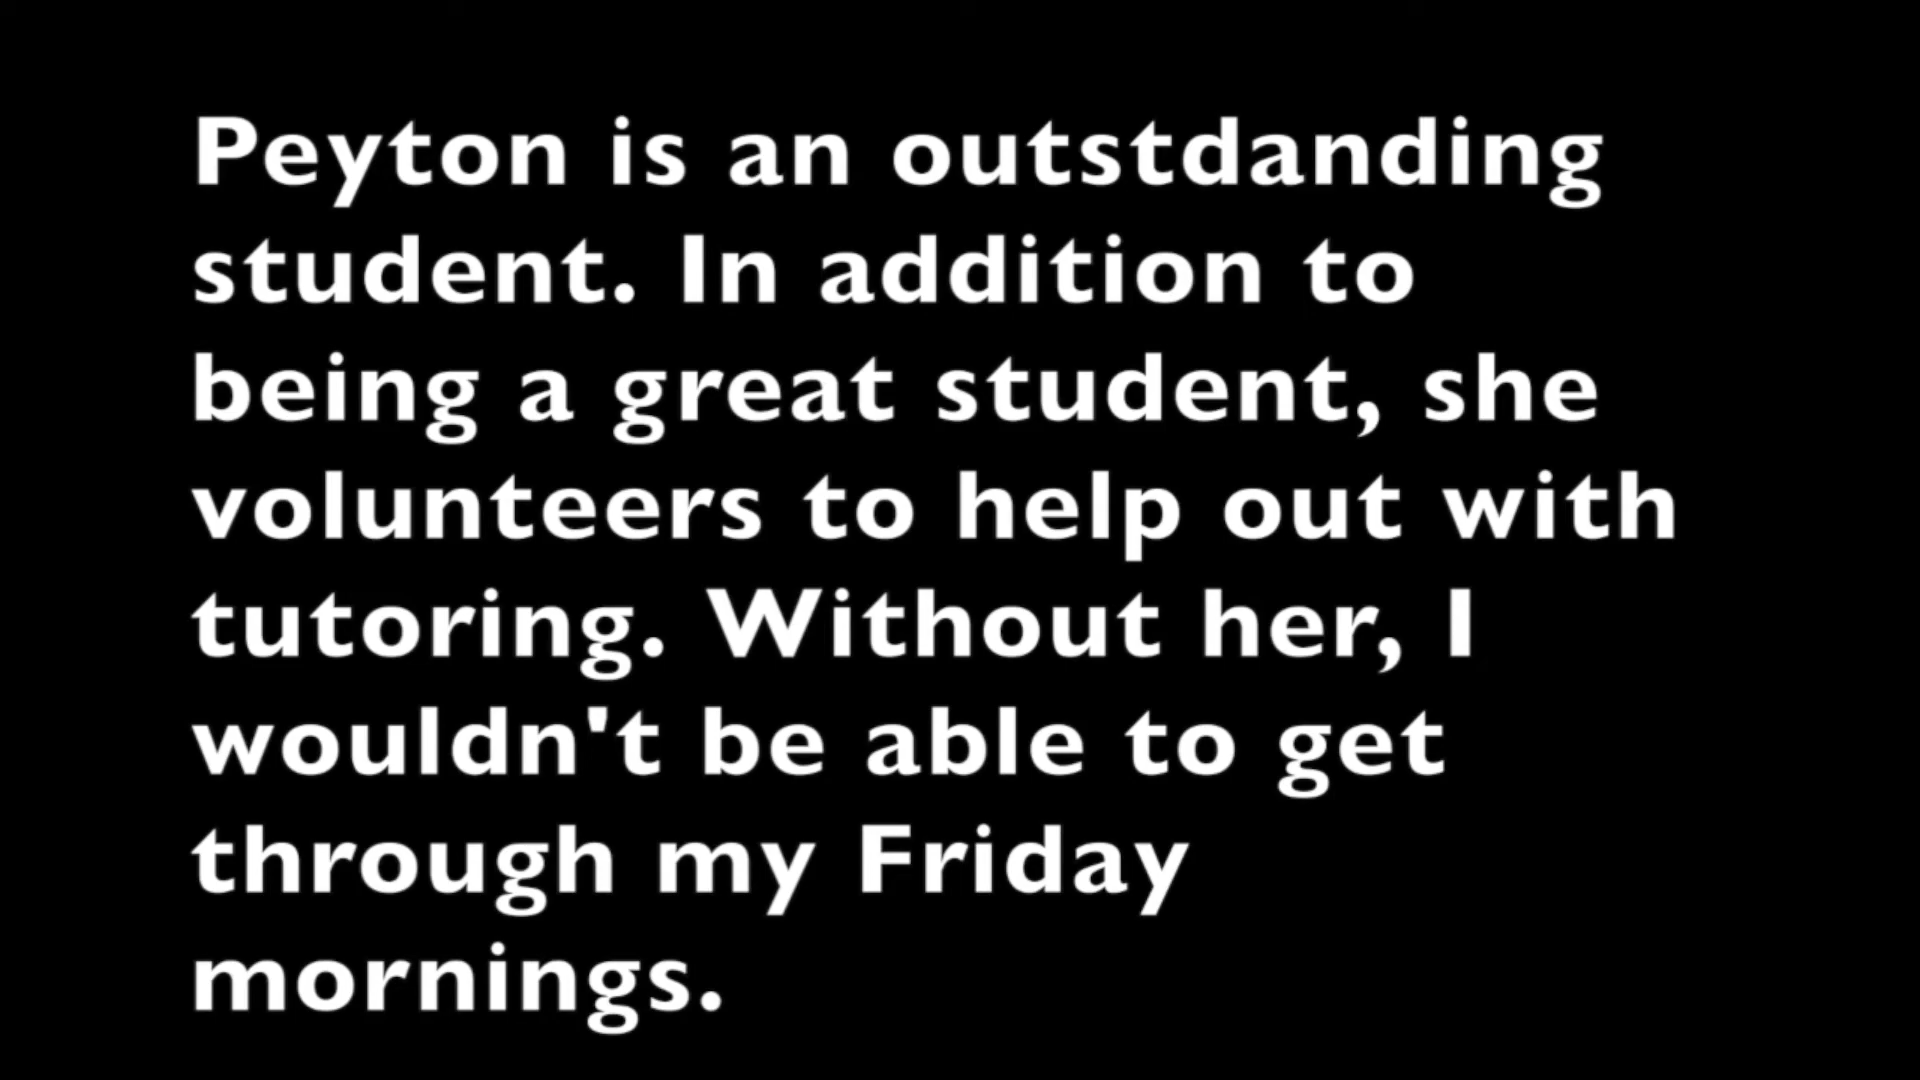 Peyton is an outstdanding
student. In addition to
being a great student, she
volunteers to help out with
tutoring. Without her, I
wouldn't be able to get
through my Friday
mornings.